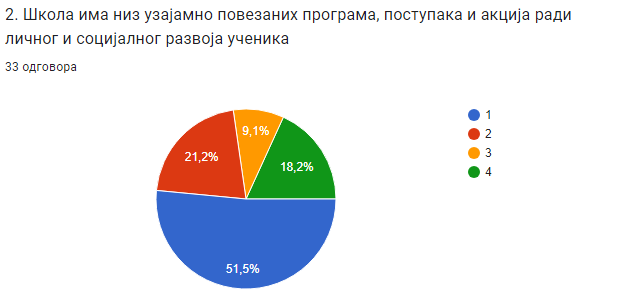 2. Школа има низ узајамно повезаних програма, поступака и акција ради
личног и социјалног развоја ученика
33 одговора
1
2
3
4
9,1%
21,2%
18,2%
51,5%